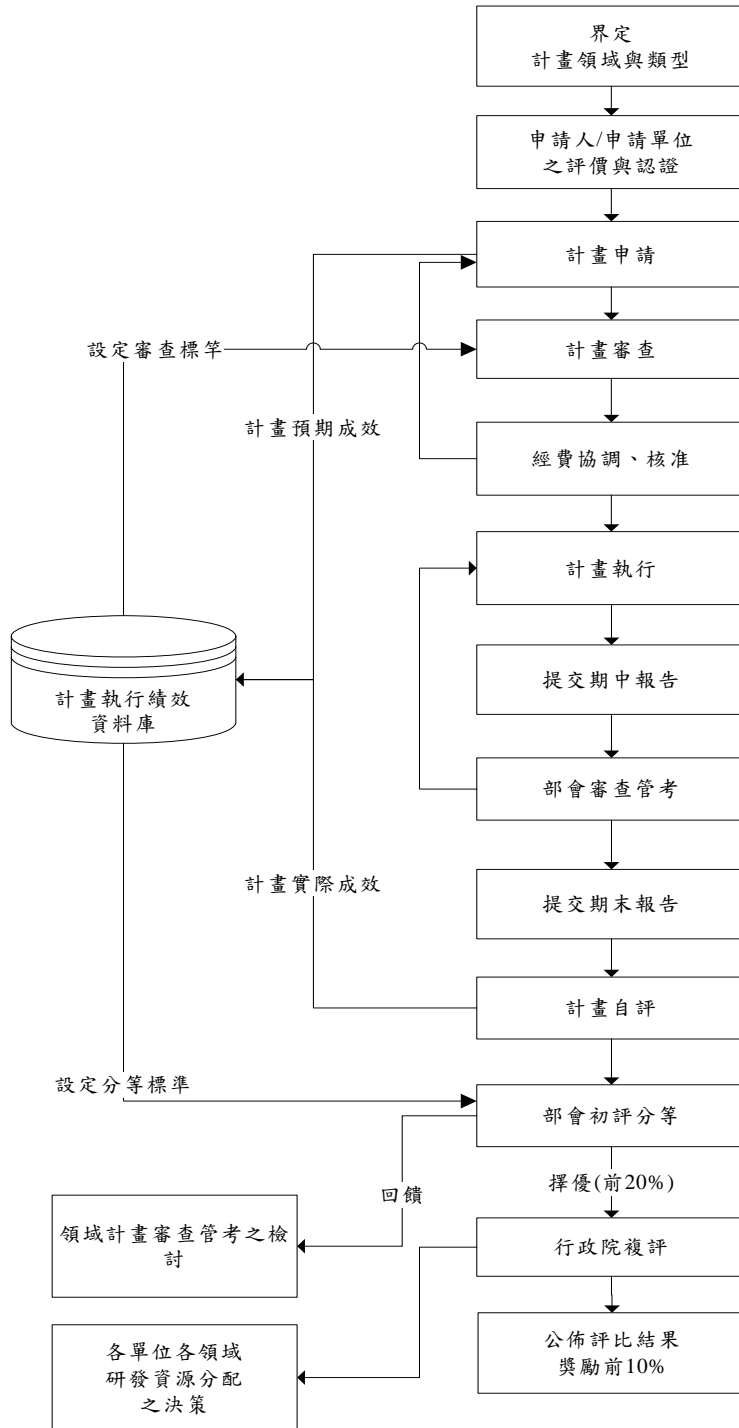 界定
計畫領域與類型
申請人/申請單位
之評價與認證
計畫申請
設定審查標竿
計畫審查
計畫預期成效
經費協調、核准
計畫執行
計畫執行績效
資料庫
提交期中報告
部會審查管考
計畫實際成效
提交期末報告
計畫自評
設定分等標準
部會初評分等
回饋
擇優(前20%)
領域計畫審查管考之檢
討
行政院複評
各單位各領域
研發資源分配
之決策
公佈評比結果
獎勵前10%